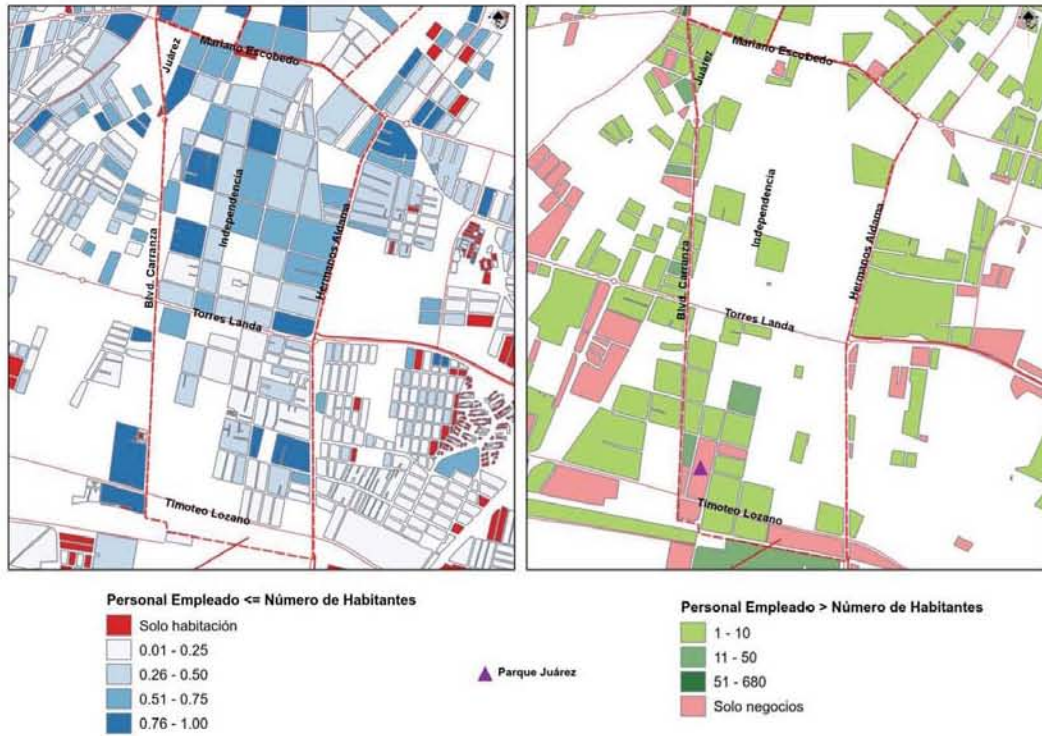 Mariano Escobedo
Juárez
Independencia
Hermanos Aldama
Blvd. Carranza
Torres Landa
Timoteo Lozano
Mariano Escobedo
Juárez
Independencia
Hermanos Aldama
Blvd. Carranza
Torres Landa
Timoteo Lozano
Personal Empleado <= Número de Habitantes
Solo habitación
0.01 - 0.25
0.26 - 0.50
0.51 - 0.75
0.76 - 1.00
Parque Juárez
Personal Empleado > Número de Habitantes
1 - 10
11 - 50
51 - 680
Solo negocios